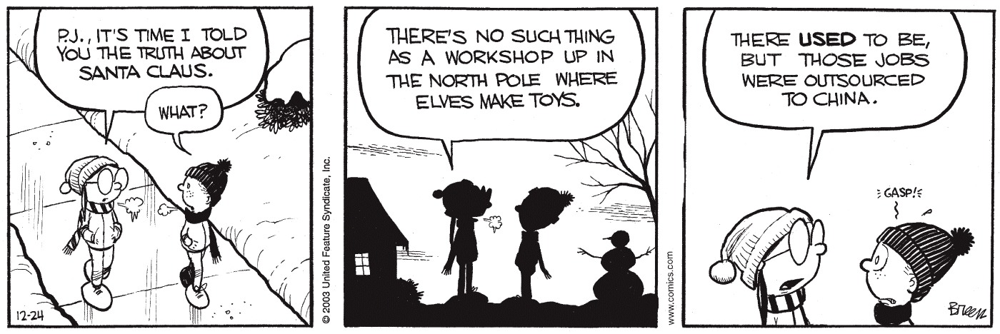 P.J., IT'S TIME I TOLD
YOU THE TRUTH ABOUT
SANTA CLAUS.
WHAT?
12-24
© 2003 United Feature Syndicate, Inc.
THERE'S NO SUCH THING
AS A WORKSHOP UP IN
THE NORTH POLE WHERE
ELVES MAKE TOYS.
www.comics.com
THERE USED TO BE,
BUT THOSE JOBS
WERE OUTSOURCED
TO CHINA.
GASP!
Breen